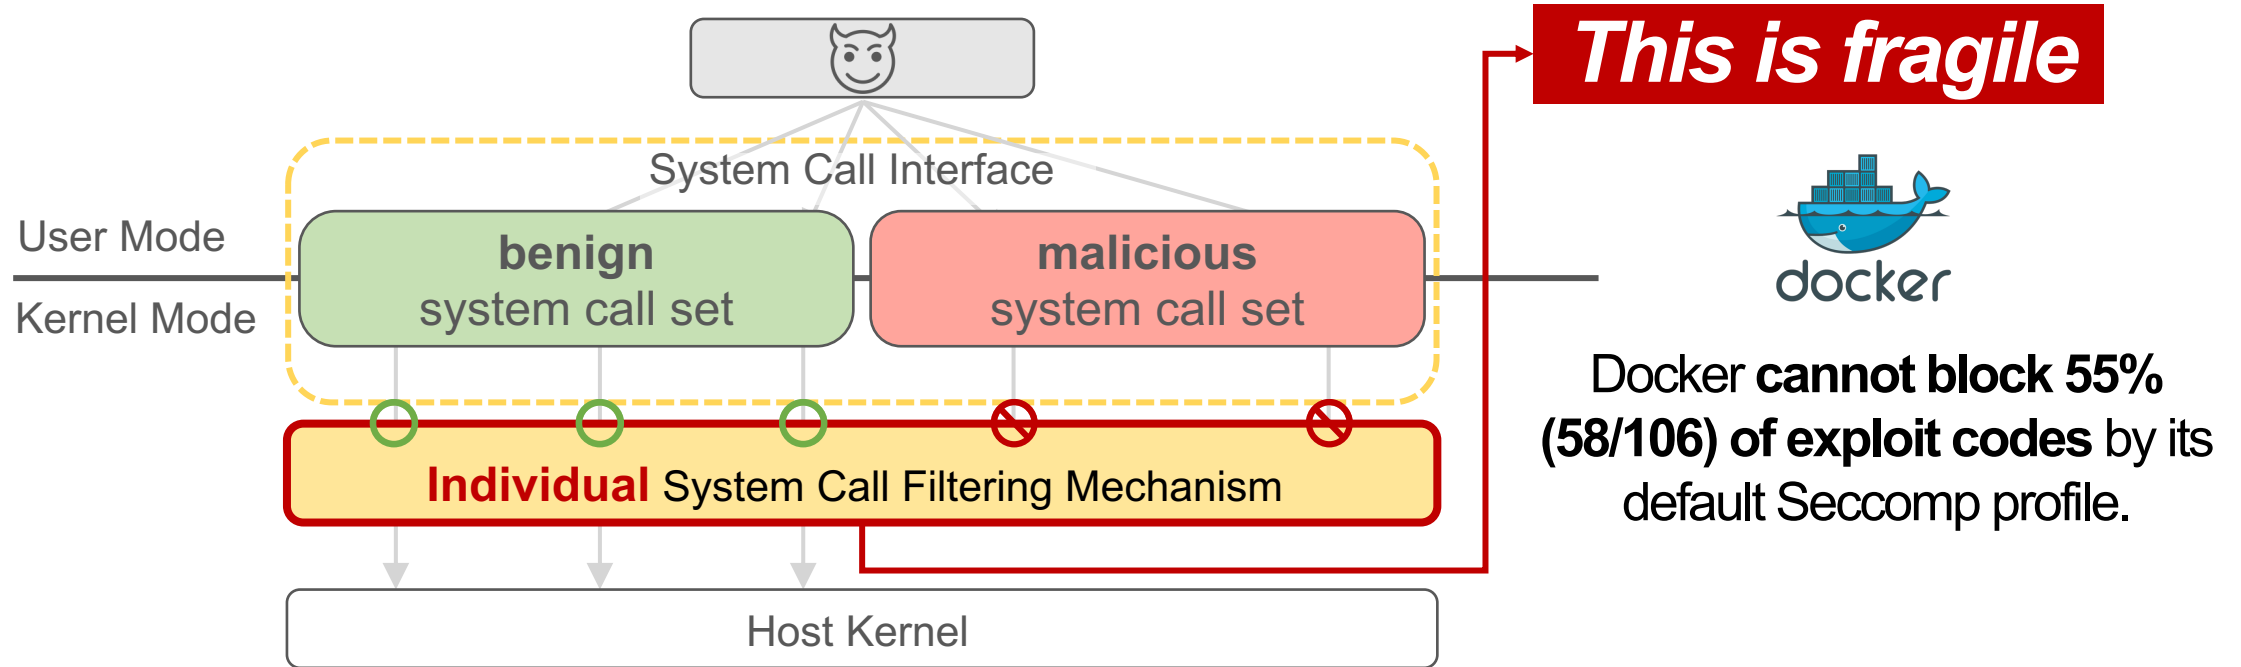 This is fragile
System Call Interface
User Mode
Kernel Mode
benign
system call set
malicious
system call set
docker
Docker cannot block 55%
(58/106) of exploit codes by its
default Seccomp profile.
Individual System Call Filtering Mechanism
Host Kernel